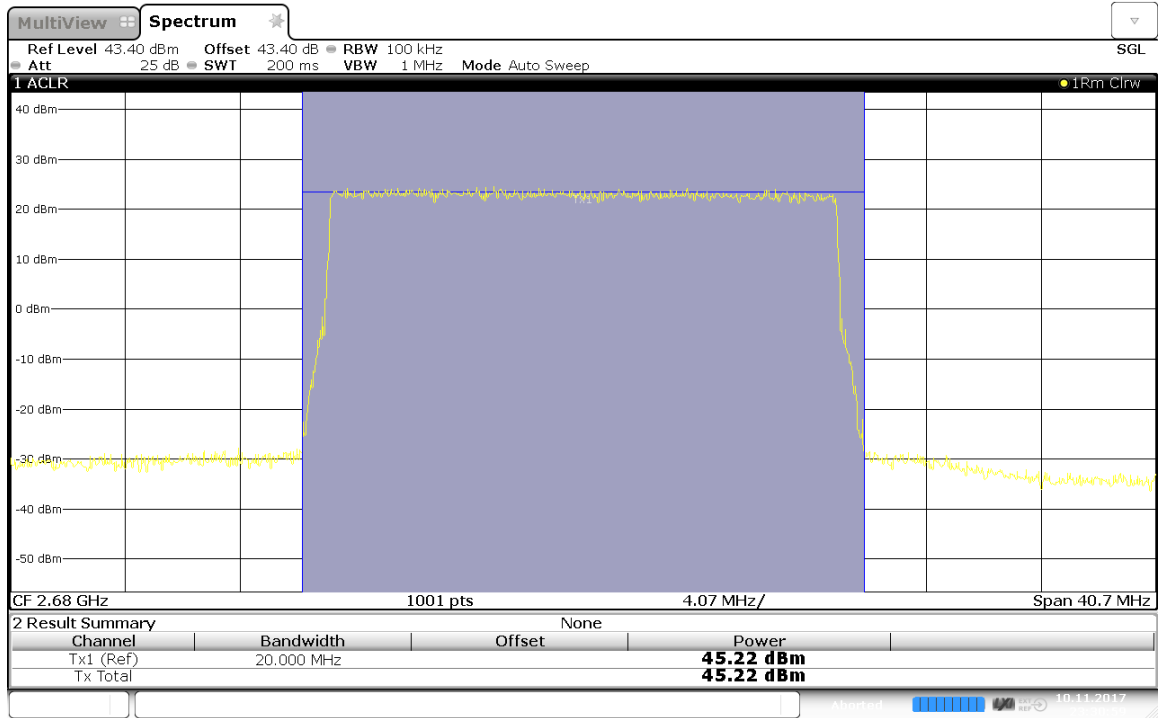 MultiView Spectrum
Ref Level 43.40 dBm Offset 43.40 dB RBW 100 kHz SGL
Att 25 dB SWT 200 ms VBW 1 MHz Mode Auto Sweep
1 ACLR 1Rm Clrw
40 dBm
30 dBm
20 dBm
10 dBm
0 dBm
-10 dBm
-20 dBm
-30 dBm
-40 dBm
-50 dBm
CF 2.68 GHz 1001 pts 4.07 MHz/ Span 40.7 MHz
2 Result Summary None
Channel Bandwidth Offset Power
Tx1 (Ref) 20.000 MHz 45.22 dBm
Tx Total 45.22 dBm
Aborted 10.11.2017